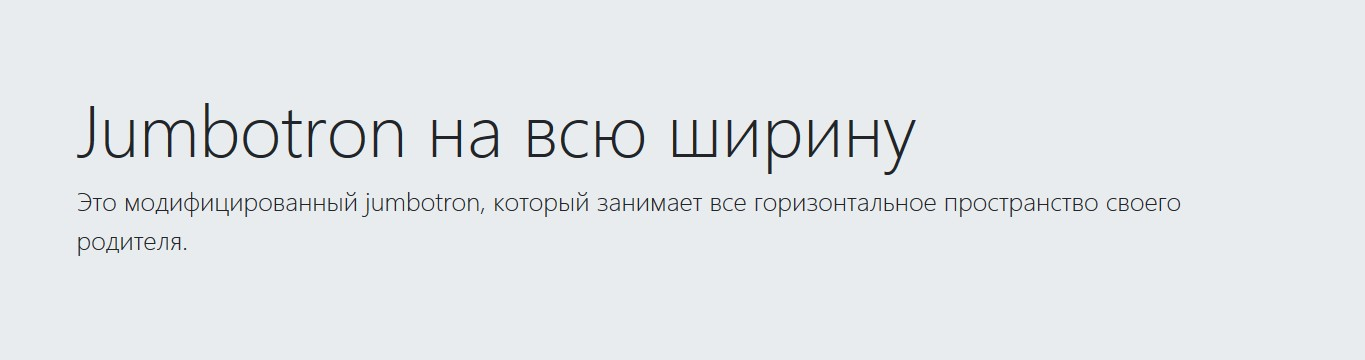 Jumbotron на всю ширину
Это модифицированный jumbotron, который занимает все горизонтальное пространство своего
родителя.